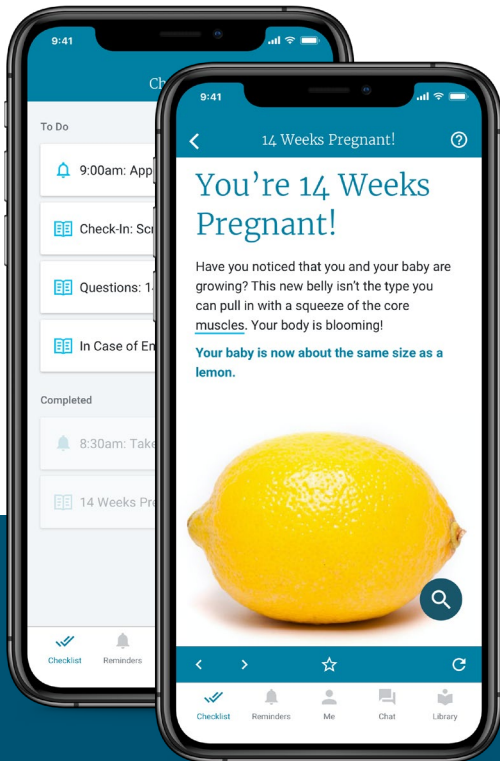 9:41
To Do
9:00am: App
Check-In: Scr
Questions: 1
In Case of Em
Completed
8:30am: Take
14 Weeks Pre
Checklist
Reminders
9:41
14 Weeks Pregnant!
You're 14 Weeks
Pregnant!
Have you noticed that you and your baby are
growing? This new belly isn't the type you
can pull in with a squeeze of the core
muscles. Your body is blooming!
Your baby is now about the same size as a
lemon.
Checklist Reminders Me Chat Library